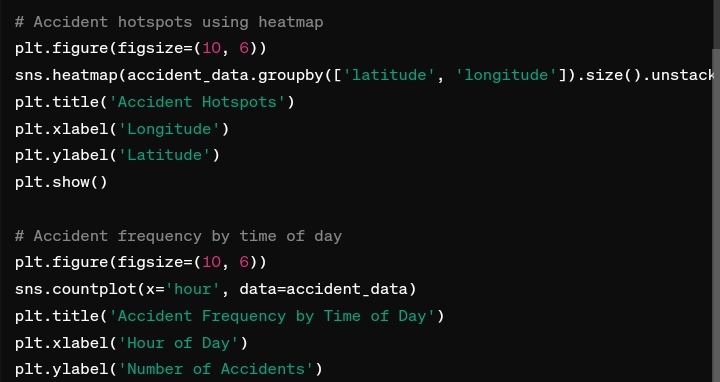 # Accident hotspots using heatmap
plt.figure(figsize=(10, 6))
sns.heatmap(accident_data.groupby(['latitude', 'longitude']).size().unstack
plt.title('Accident Hotspots')
plt.xlabel('Longitude')
plt.ylabel('Latitude')
plt.show()
# Accident frequency by time of day
plt.figure(figsize=(10, 6))
sns.countplot(x='hour', data=accident_data)
plt.title('Accident Frequency by Time of Day')
plt.xlabel('Hour of Day')
plt.ylabel('Number of Accidents')